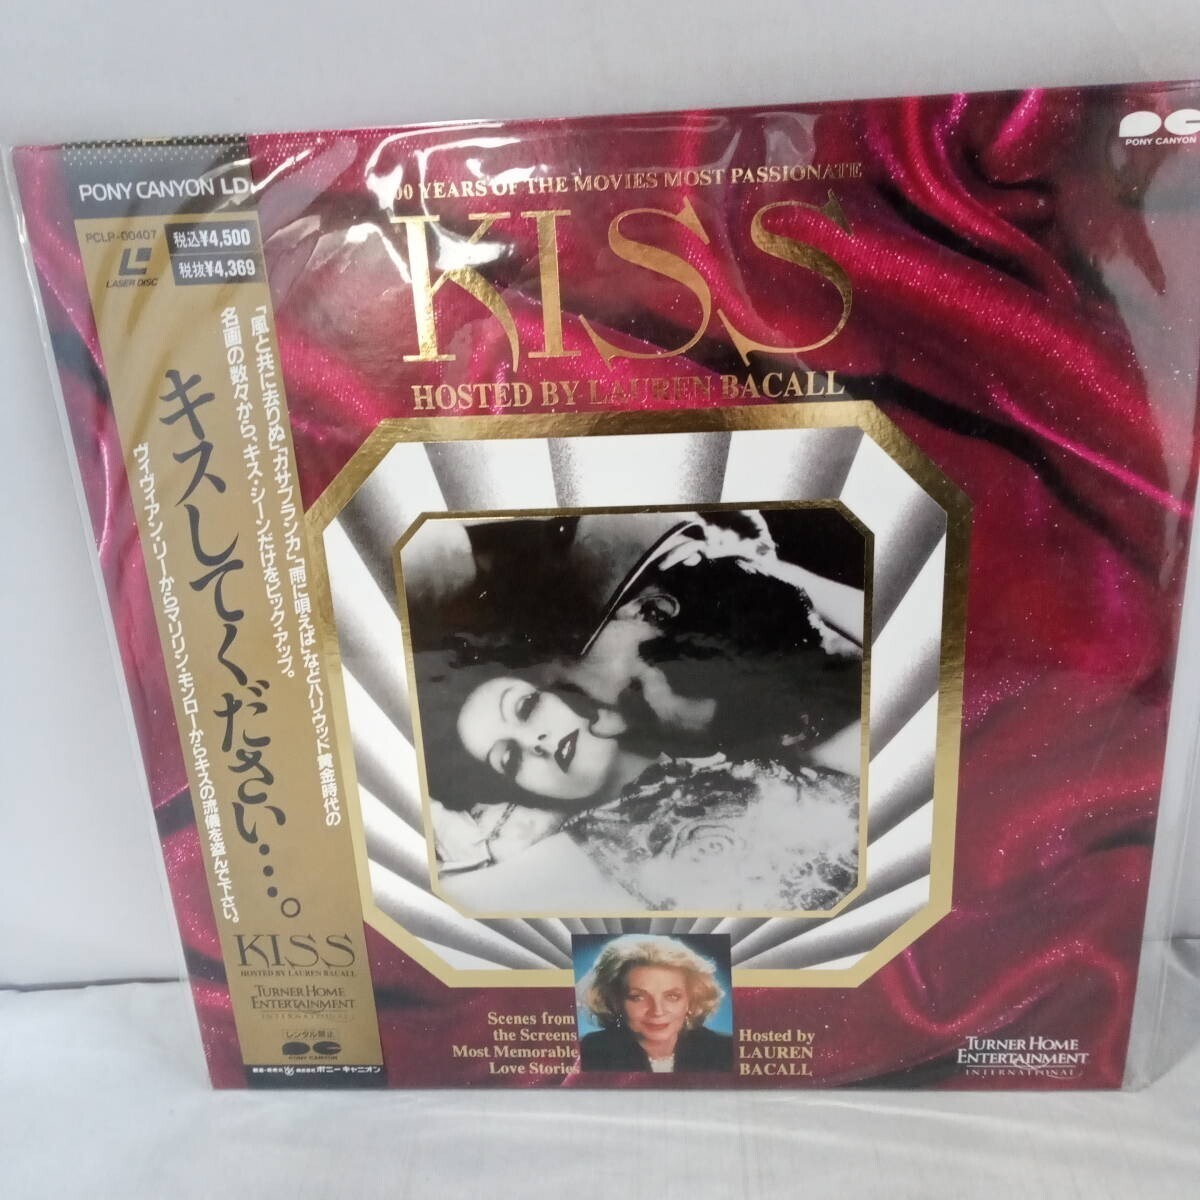 PONY CANYON
PONY CANYON LD
PCLP-00407
税込¥4,500
税抜¥4,369
LASER DISC
00 YEARS OF THE MOVIES MOST PASSIONATE
KISS
HOSTED BY LAUREN BACALL
「風と共に去りぬ」「カサブランカ」「雨に唄えば」などハリウッド黄金時代の
名画の数々から、キス・シーンだけをピック・アップ。
ヴィヴィアン・リーからマリリン・モンローからキスの流儀を盗んで下さい。
キスしてください…。
KISS
HOSTED BY LAUREN BACALL
TURNER HOME
ENTERTAINMENT
INTERNATIONAL
レンタル禁止
PONY CANYON
株式会社 ポニーキャニオン
Scenes from
the Screens
Most Memorable
Love Stories
Hosted by
LAUREN
BACALL
TURNER HOME
ENTERTAINMENT
INTERNATIONAL